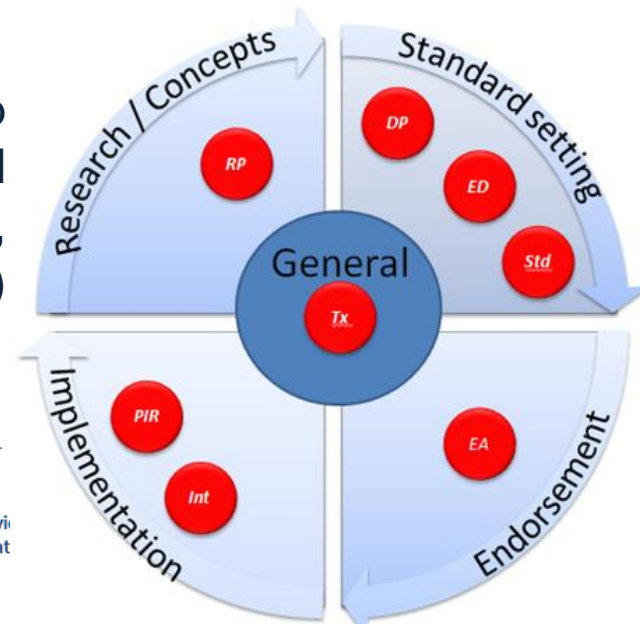 Research / Concepts
Standard setting
RP
DP
ED
Std
General
Tx
Implementation
PIR
Int
EA
Endorsement